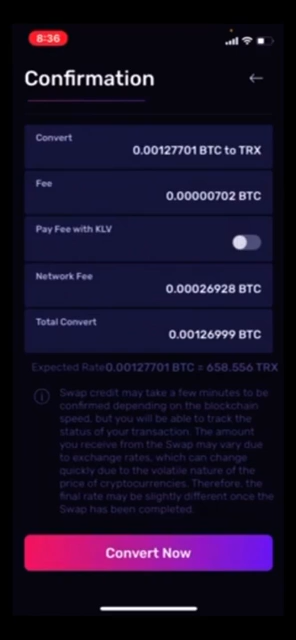 8:36
Confirmation
Convert
0.00127701 BTC to TRX
Fee
0.00000702 BTC
Pay Fee with KLV
Network Fee
0.00026928 BTC
Total Convert
0.00126999 BTC
Expected Rate0.00127701 BTC = 658.556 TRX
Swap credit may take a few minutes to be
confirmed depending on the blockchain
speed, but you will be able to track the
status of your transaction. The amount
you receive from the Swap may vary due
to exchange rates, which can change
quickly due to the volatile nature of the
price of cryptocurrencies. Therefore, the
final rate may be slightly different once the
Swap has been completed.
Convert Now